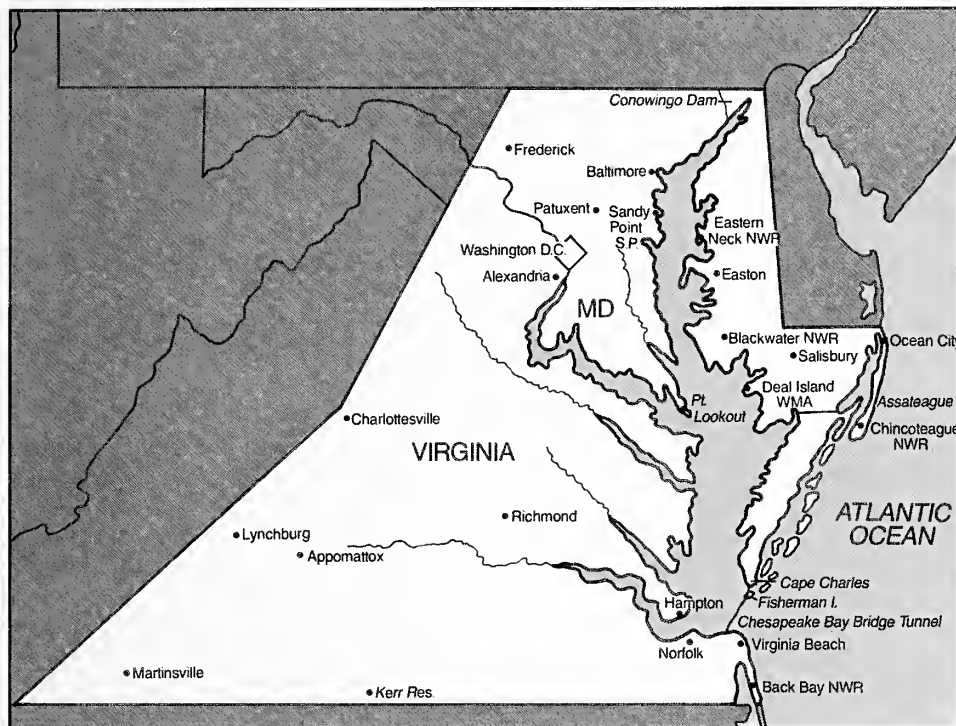 Conowingo Dam
Frederick
Baltimore
Patuxent
Sandy
Point
S.P.
Eastern
Neck NWR
Washington D.C.
Alexandria
Easton
MD
Blackwater NWR
Ocean City
Salisbury
Deal Island
WMA
Pt.
Lookout
Assateague
Charlottesville
Chincoteague
NWR
VIRGINIA
Richmond
ATLANTIC
OCEAN
Lynchburg
Appomattox
Cape Charles
Fisherman I.
Hampton
Chesapeake Bay Bridge Tunnel
Norfolk
Virginia Beach
Martinsville
Kerr Res.
Back Bay NWR